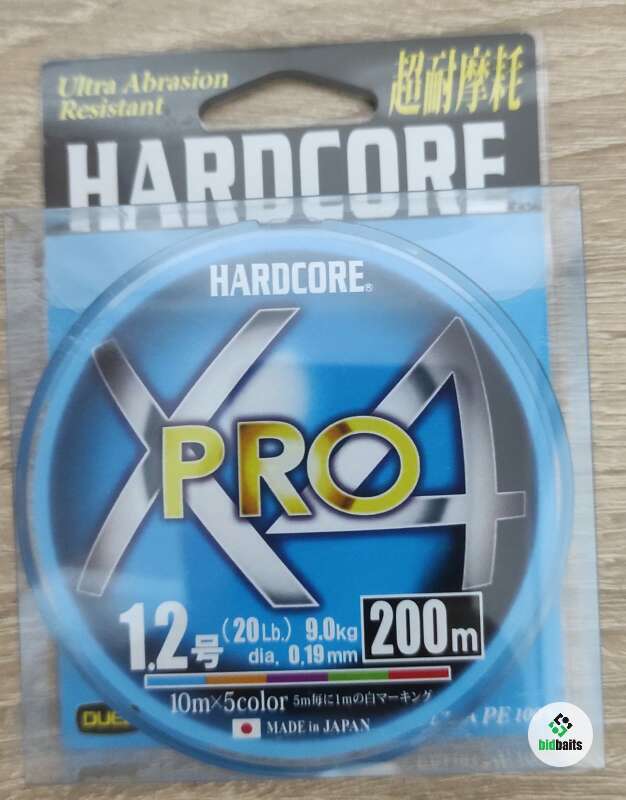 Ultra Abrasion
Resistant
超耐摩耗
HARDCORE
HARDCORE®
X4
PRO
1.2号
(20Lb.) 9.0kg
dia. 0.19mm
200m
10m×5color 5m毎に1mの白マーキング
MADE in JAPAN
PE
bidbaits